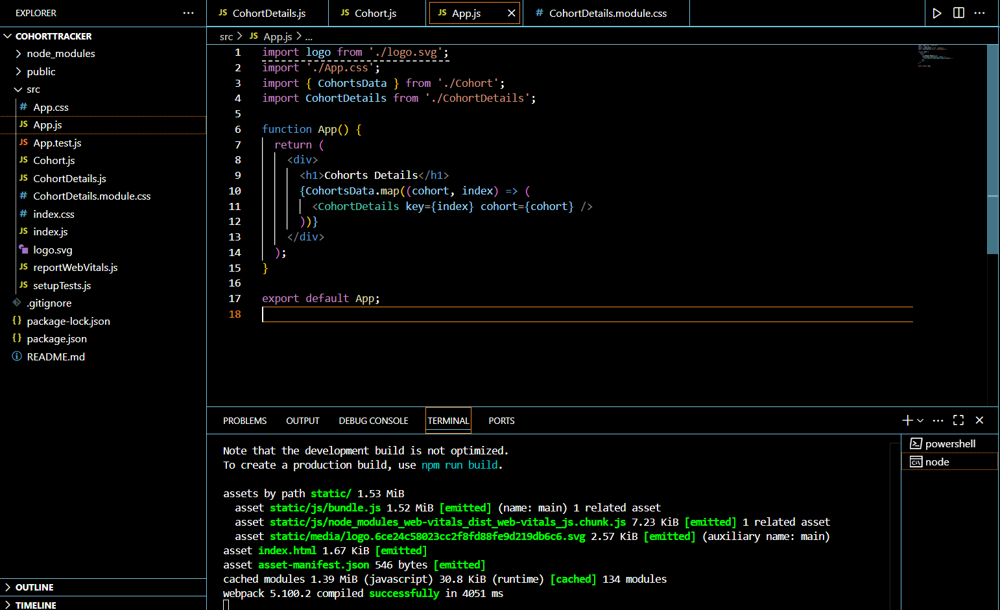 EXPLORER
COHORTTRACKER
node_modules
public
src
# App.css
JS App.js
JS App.test.js
JS Cohort.js
JS CohortDetails.js
# CohortDetails.module.css
# index.css
JS index.js
logo.svg
JS reportWebVitals.js
JS setupTests.js
.gitignore
{} package-lock.json
{} package.json
README.md
OUTLINE
TIMELINE
JS CohortDetails.js
JS Cohort.js
JS App.js
# CohortDetails.module.css
src > JS App.js > ...
1 import logo from './logo.svg';
2 import './App.css';
3 import { CohortsData } from './Cohort';
4 import CohortDetails from './CohortDetails';
5
6 function App() {
7 return (
8 <div>
9 <h1>Cohorts Details</h1>
10 {CohortsData.map((cohort, index) => (
11 <CohortDetails key={index} cohort={cohort} />
12 ))}
13 </div>
14 );
15 }
16
17 export default App;
18
PROBLEMS OUTPUT DEBUG CONSOLE TERMINAL PORTS
Note that the development build is not optimized.
To create a production build, use npm run build.
assets by path static/ 1.53 MiB
asset static/js/bundle.js 1.52 MiB [emitted] (name: main) 1 related asset
asset static/js/node_modules_web-vitals_dist_web-vitals_js.chunk.js 7.23 KiB [emitted] 1 related asset
asset static/media/logo.6ce24c58023cc2f8fd88fe9d219db6c6.svg 2.57 KiB [emitted] (auxiliary name: main)
asset index.html 1.67 KiB [emitted]
asset asset-manifest.json 546 bytes [emitted]
cached modules 1.39 MiB (javascript) 30.8 KiB (runtime) [cached] 134 modules
webpack 5.100.2 compiled successfully in 4051 ms
powershell
node